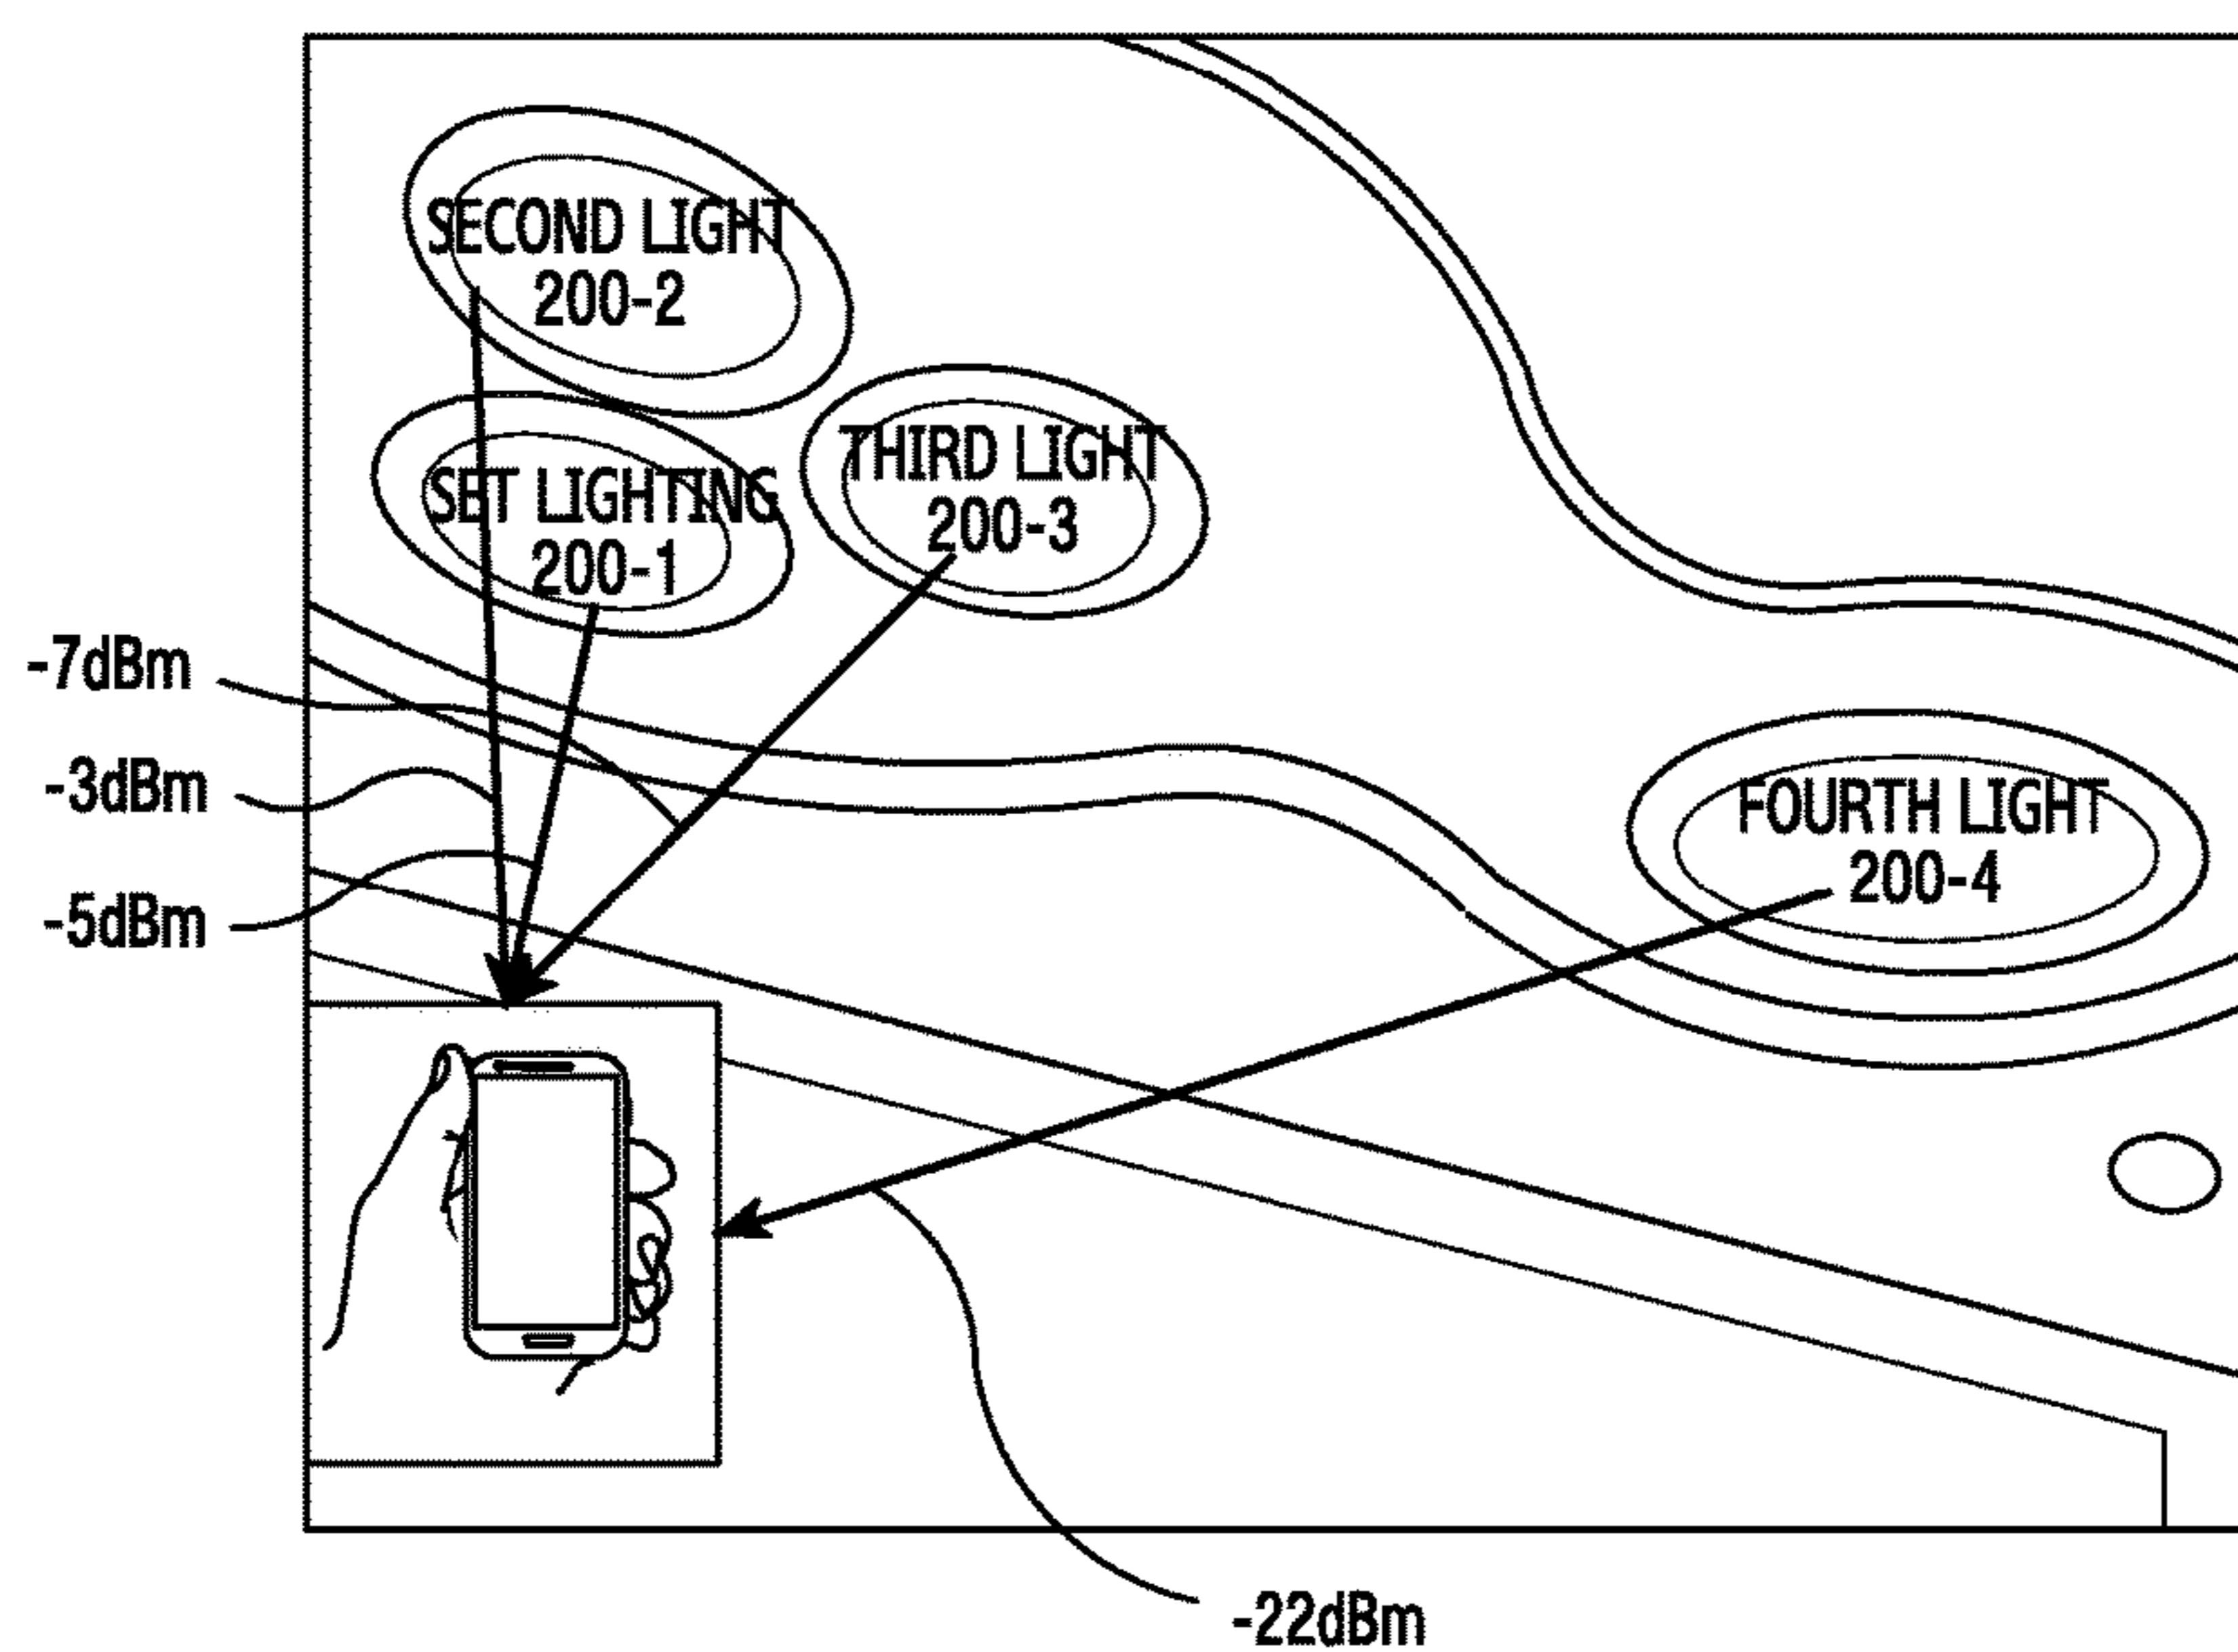 SECOND LIGHT
200-2
SET LIGHTING
200-1
THIRD LIGHT
200-3
-7dBm
-3dBm
-5dBm
FOURTH LIGHT
200-4
-22dBm